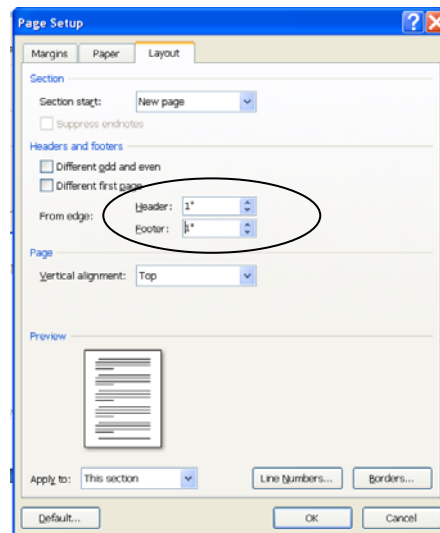 Page Setup
Margins Paper Layout
Section
Section start: New page
Suppress endnotes
Headers and footers
Different odd and even
Different first page
From edge: Header: 1"
Footer: 1"
Page
Vertical alignment: Top
Preview
Apply to: This section Line Numbers... Borders...
Default... OK Cancel